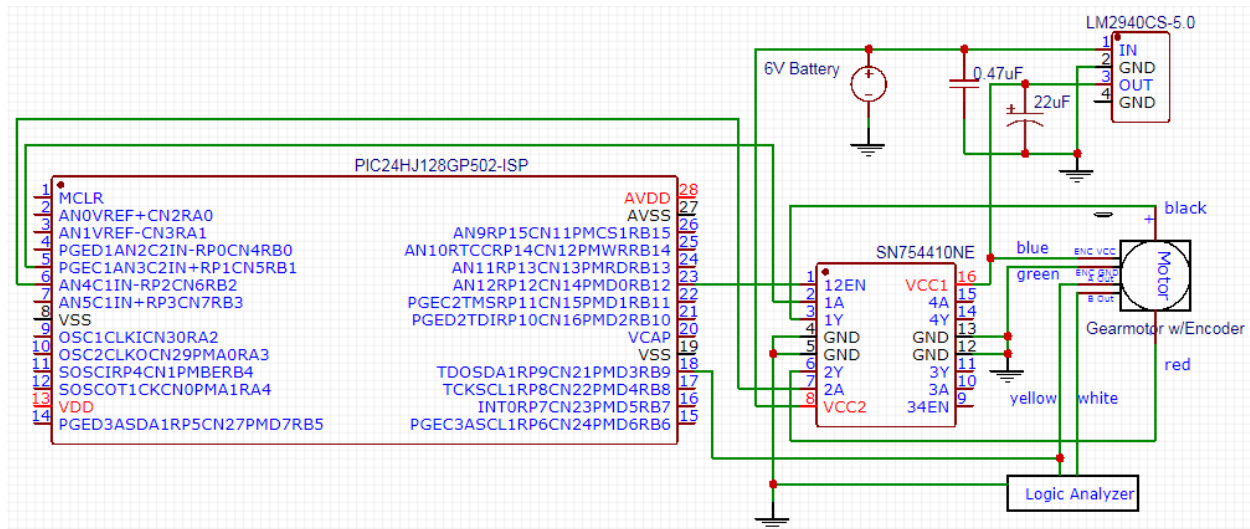 LM2940CS-5.0
1 IN
2 GND
3 OUT
4 GND
6V Battery
+
0.47uF
+
22uF
PIC24HJ128GP502-ISP
1 MCLR
2 AN0VREF+CN2RA0
3 AN1VREF-CN3RA1
4 PGED1AN2C2IN-RP0CN4RB0
5 PGEC1AN3C2IN+RP1CN5RB1
6 AN4C1IN-RP2CN6RB2
7 AN5C1IN+RP3CN7RB3
8 VSS
9 OSC1CLKICN30RA2
10 OSC2CLKOCN29PMA0RA3
11 SOSCIRP4CN1PMBERB4
12 SOSCOT1CKCN0PMA1RA4
13 VDD
14 PGED3ASDA1RP5CN27PMD7RB5
AVDD 28
AVSS 27
AN9RP15CN11PMCS1RB15 26
AN10RTCCRP14CN12PMWRRB14 25
AN11RP13CN13PMRDRB13 24
AN12RP12CN14PMD0RB12 23
PGEC2TMSRP11CN15PMD1RB11 22
PGED2TDIRP10CN16PMD2RB10 21
VCAP 20
VSS 19
TDOSDA1RP9CN21PMD3RB9 18
TCKSCL1RP8CN22PMD4RB8 17
INT0RP7CN23PMD5RB7 16
PGEC3ASCL1RP6CN24PMD6RB6 15
SN754410NE
1 12EN
2 1A
3 1Y
4 GND
5 GND
6 2Y
7 2A
8 VCC2
VCC1 16
4A 15
4Y 14
GND 13
GND 12
3Y 11
3A 10
34EN 9
black
+
blue
green
ENC VCC
ENC GND
A Out
B Out
Motor
Gearmotor w/Encoder
red
yellow
white
Logic Analyzer